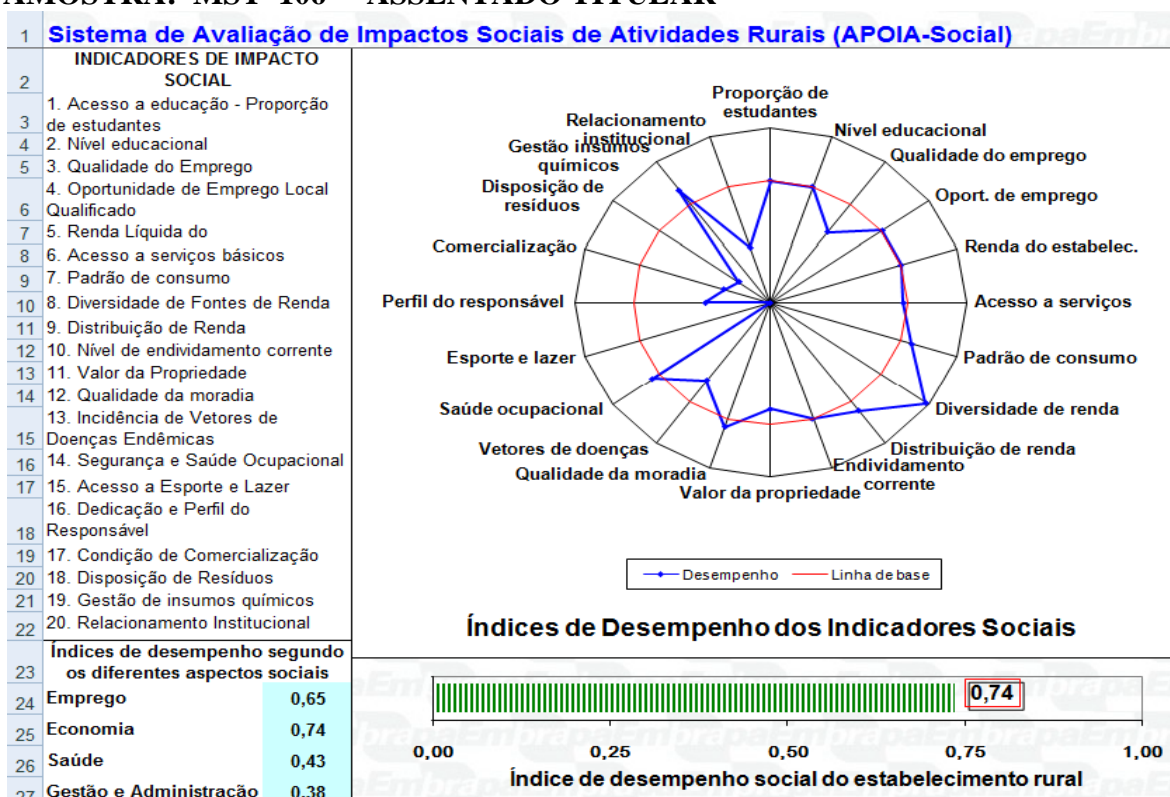 AMOSTRA: MST 106 – ASSENTADO TITULAR
1 Sistema de Avaliação de Impactos Sociais de Atividades Rurais (APOIA-Social)
INDICADORES DE IMPACTO
2 SOCIAL
1. Acesso a educação - Proporção
3 de estudantes
4 2. Nível educacional
5 3. Qualidade do Emprego
4. Oportunidade de Emprego Local
6 Qualificado
7 5. Renda Líquida do
8 6. Acesso a serviços básicos
9 7. Padrão de consumo
10 8. Diversidade de Fontes de Renda
11 9. Distribuição de Renda
12 10. Nível de endividamento corrente
13 11. Valor da Propriedade
14 12. Qualidade da moradia
13. Incidência de Vetores de
15 Doenças Endêmicas
16 14. Segurança e Saúde Ocupacional
17 15. Acesso a Esporte e Lazer
16. Dedicação e Perfil do
18 Responsável
19 17. Condição de Comercialização
20 18. Disposição de Resíduos
21 19. Gestão de insumos químicos
22 20. Relacionamento Institucional
Índices de desempenho segundo
23 os diferentes aspectos sociais
24 Emprego 0,65
25 Economia 0,74
26 Saúde 0,43
27 Gestão e Administração 0,38
Proporção de
estudantes
Nível educacional
Qualidade do emprego
Oport. de emprego
Renda do estabelec.
Acesso a serviços
Padrão de consumo
Diversidade de renda
Distribuição de renda
Endividamento
corrente
Valor da propriedade
Qualidade da moradia
Vetores de doenças
Saúde ocupacional
Esporte e lazer
Perfil do responsável
Comercialização
Disposição de
resíduos
Gestão insumos
químicos
Relacionamento
institucional
Desempenho Linha de base
Índices de Desempenho dos Indicadores Sociais
0,74
0,00 0,25 0,50 0,75 1,00
Índice de desempenho social do estabelecimento rural